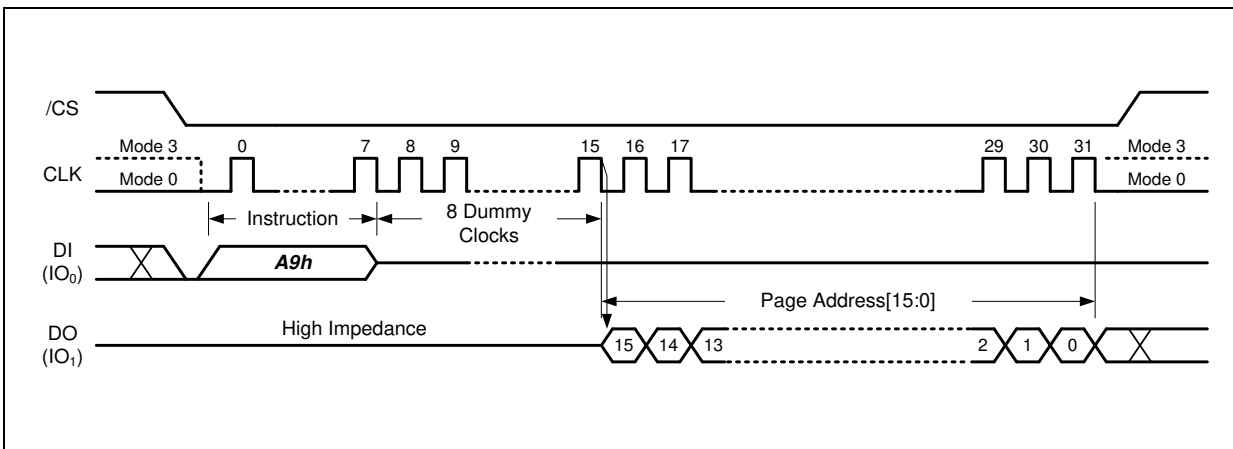 /CS
Mode 3 0 7 8 9 15 16 17 29 30 31 Mode 3
CLK
Mode 0 Mode 0
Instruction 8 Dummy
Clocks
DI
(IO₀)
A9h
Page Address[15:0]
High Impedance
DO
(IO₁)
15 14 13 2 1 0